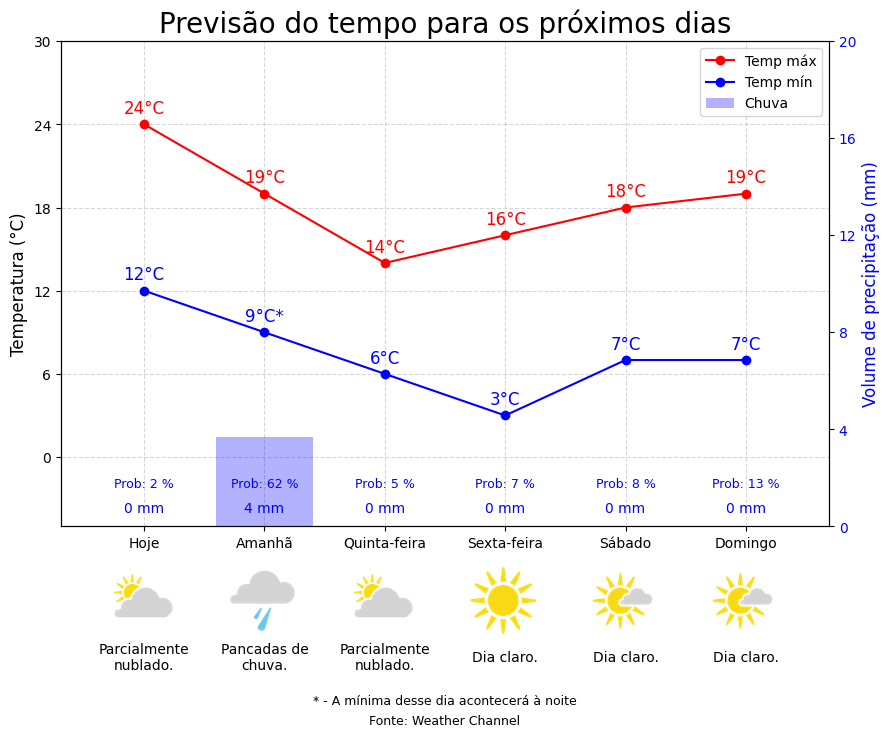 Previsão do tempo para os próximos dias
Temperatura (°C)
30
24
18
12
6
0
Volume de precipitação (mm)
20
16
12
8
4
0
Temp máx
Temp mín
Chuva
24°C
19°C
14°C
16°C
18°C
19°C
12°C
9°C*
6°C
3°C
7°C
7°C
Prob: 2 % Prob: 62 % Prob: 5 % Prob: 7 % Prob: 8 % Prob: 13 %
0 mm 4 mm 0 mm 0 mm 0 mm 0 mm
Hoje Amanhã Quinta-feira Sexta-feira Sábado Domingo
Parcialmente
nublado.
Pancadas de
chuva.
Parcialmente
nublado.
Dia claro.
Dia claro.
Dia claro.
* - A mínima desse dia acontecerá à noite
Fonte: Weather Channel